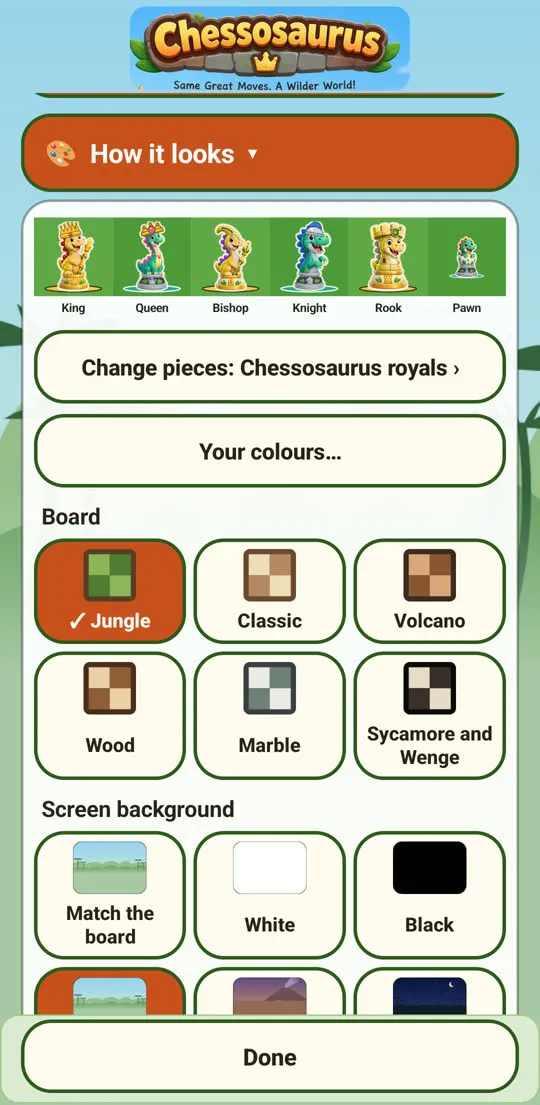 Chessosaurus
Same Great Moves. A Wilder World!
How it looks ▼
King Queen Bishop Knight Rook Pawn
Change pieces: Chessosaurus royals ›
Your colours...
Board
✓ Jungle Classic Volcano
Wood Marble Sycamore and
Wenge
Screen background
Match the
board White Black
Done